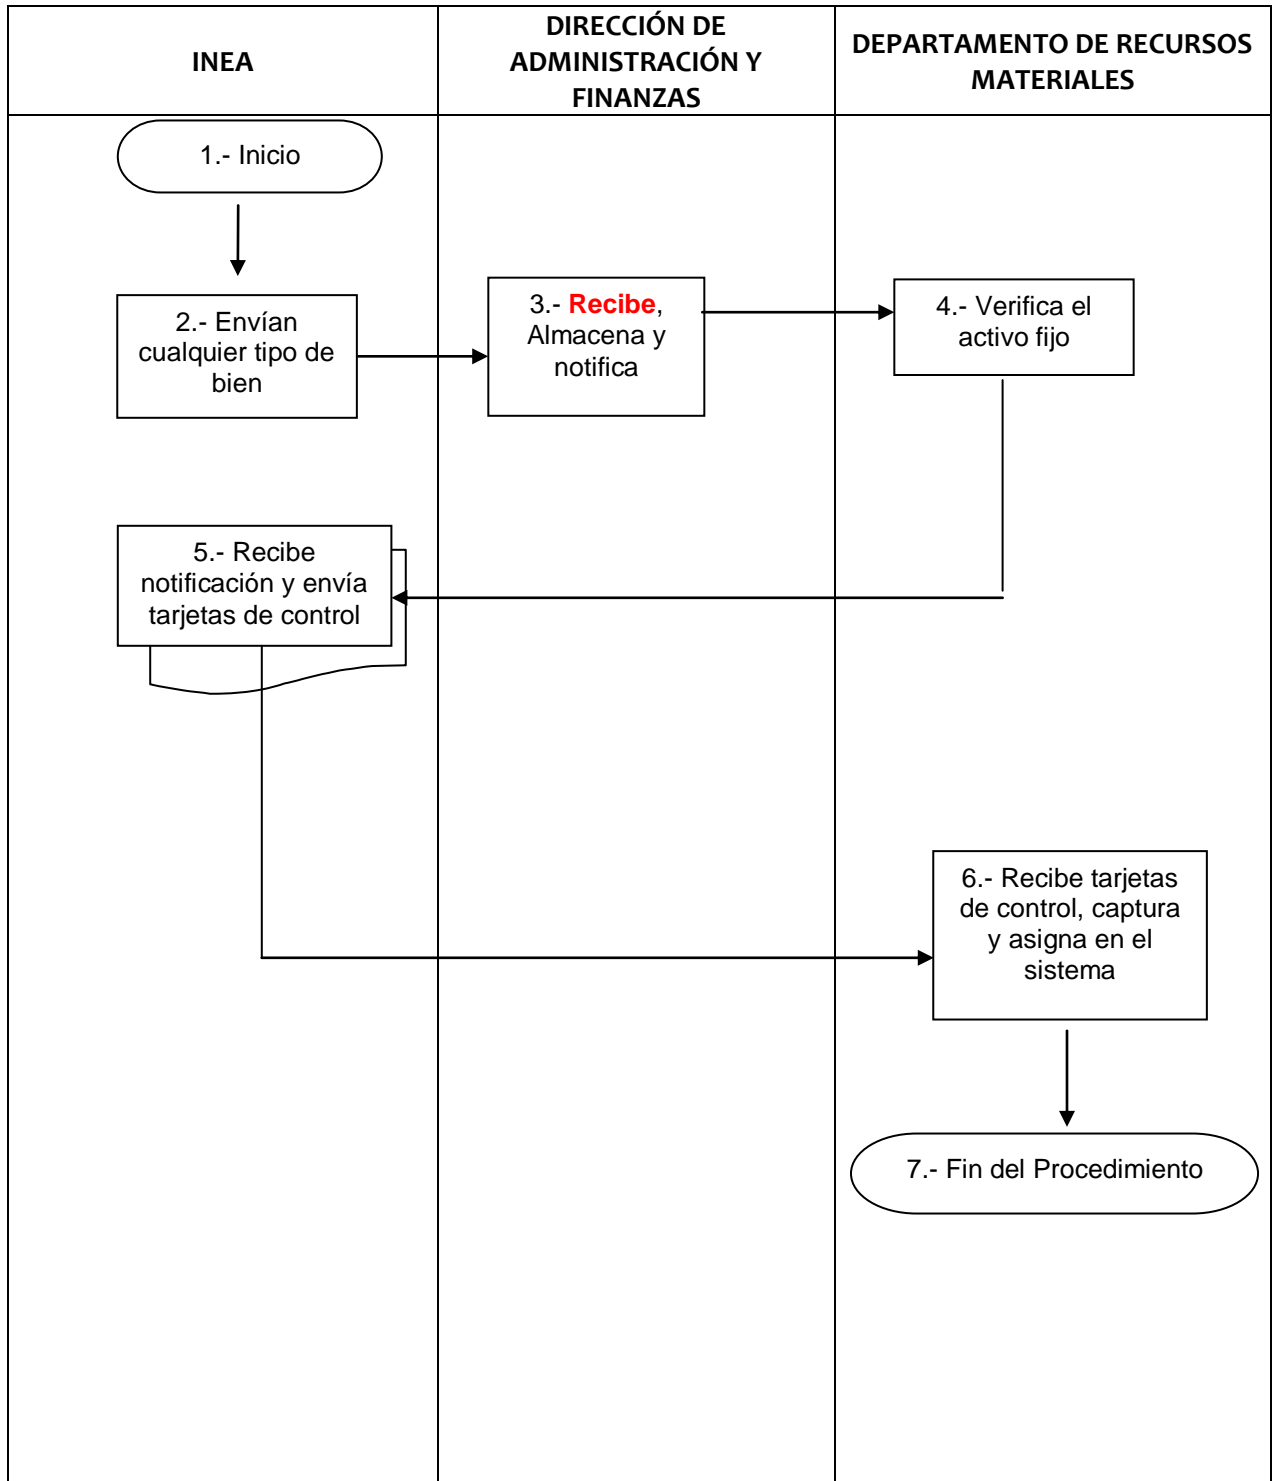 INEA
DIRECCIÓN DE
ADMINISTRACIÓN Y
FINANZAS
DEPARTAMENTO DE RECURSOS
MATERIALES
1.- Inicio
2.- Envían
cualquier tipo de
bien
3.- Recibe,
Almacena y
notifica
4.- Verifica el
activo fijo
5.- Recibe
notificación y envía
tarjetas de control
6.- Recibe tarjetas
de control, captura
y asigna en el
sistema
7.- Fin del Procedimiento